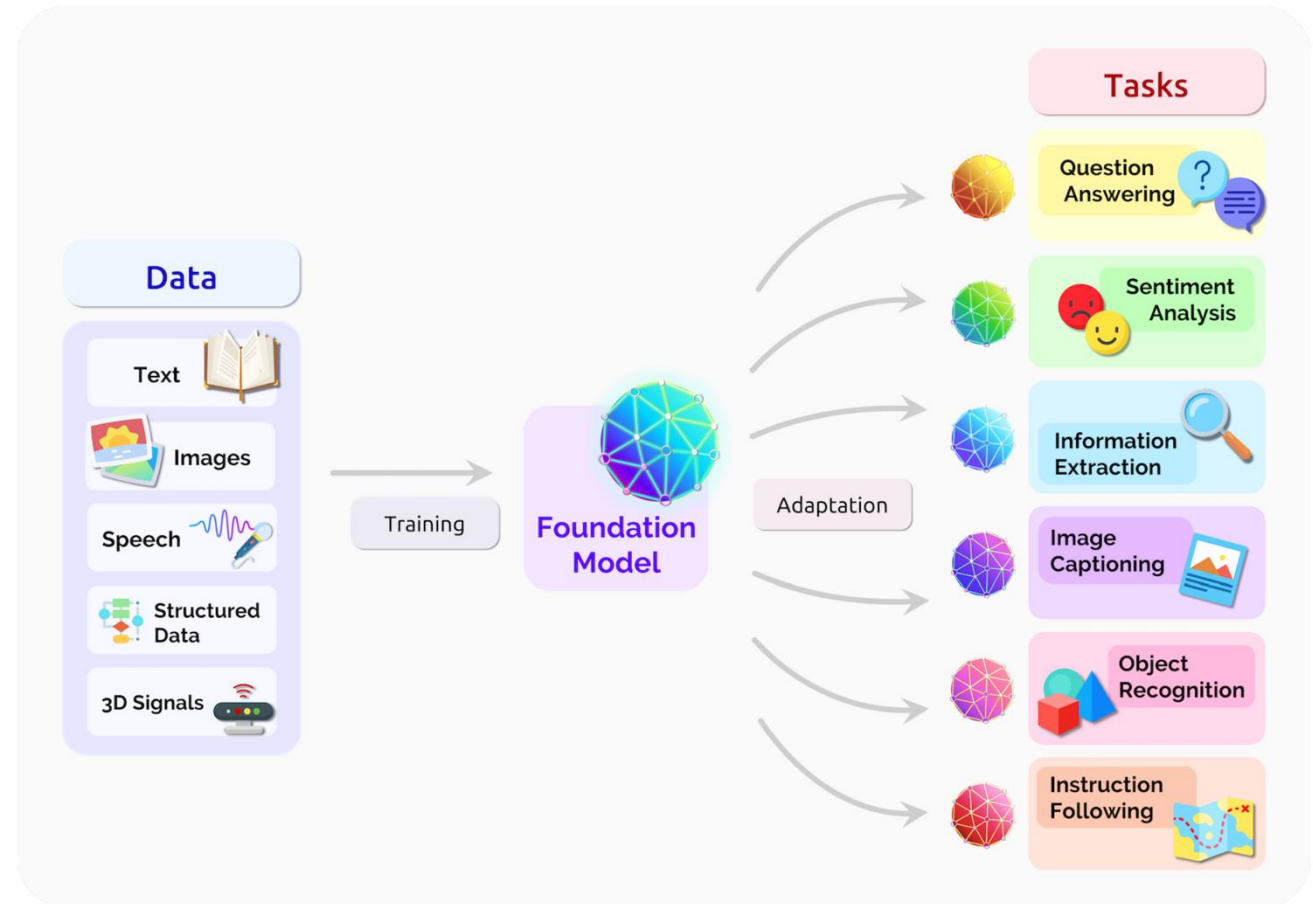 Data
Text
Images
Speech
Structured
Data
3D Signals
Training
Foundation
Model
Adaptation
Tasks
Question
Answering
?
Sentiment
Analysis
Information
Extraction
Image
Captioning
Object
Recognition
Instruction
Following